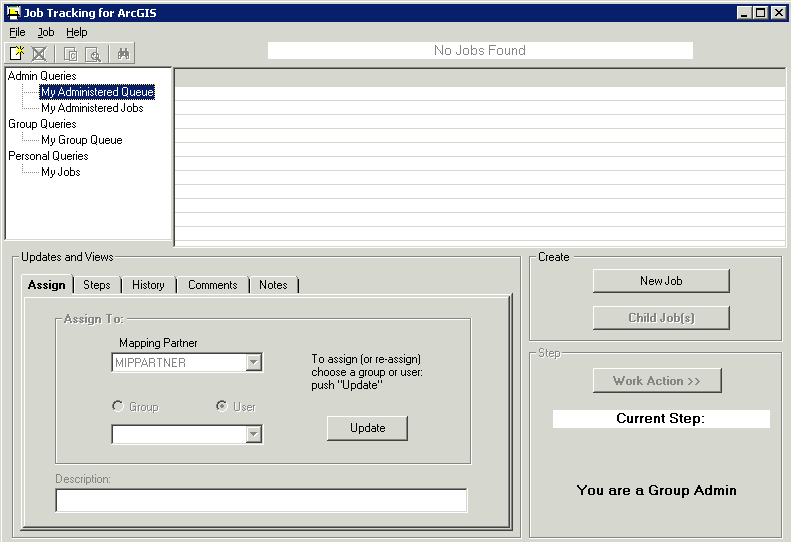 Job Tracking for ArcGIS
File Job Help
No Jobs Found
Admin Queries
My Administered Queue
My Administered Jobs
Group Queries
My Group Queue
Personal Queries
My Jobs
Updates and Views
Assign Steps History Comments Notes
Assign To:
Mapping Partner
MIPPARTNER
Group User
To assign (or re-assign)
choose a group or user:
push "Update"
Update
Description:
Create
New Job
Child Job(s)
Step
Work Action >>
Current Step:
You are a Group Admin